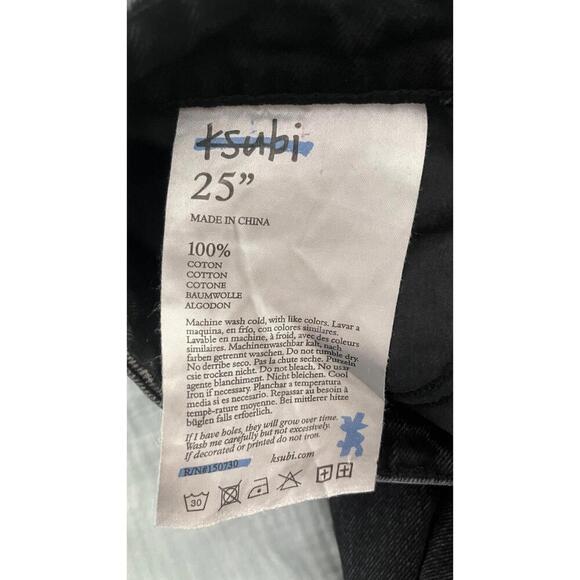 ksubi
25”
MADE IN CHINA
100%
COTON
COTTON
COTONE
BAUMWOLLE
ALGODON
Machine wash cold, with like colors. Lavar a
maquina, en frío, con colores similares.
Lavable en machine, à froid, avec des couleurs
similaires. Machinenwaschbar kalt, nach
farben getrennt waschen. Do not tumble dry.
No derribe seco. Pas la chute seche. Purzeln
csie trocken nicht. Do not bleach. No usar
agente blanchiment. Nicht bleichen. Cool
Iron if necessary. Planchar a temperatura
media si es necesario. Repassar au besoin à
tempé-rature moyenne. Bei mittlerer hitze
büglen falls erforlich.
If I have holes, they will grow over time.
Wash me carefully but not excessively.
If decorated or printed do not iron.
R/N#150730
ksubi.com
30